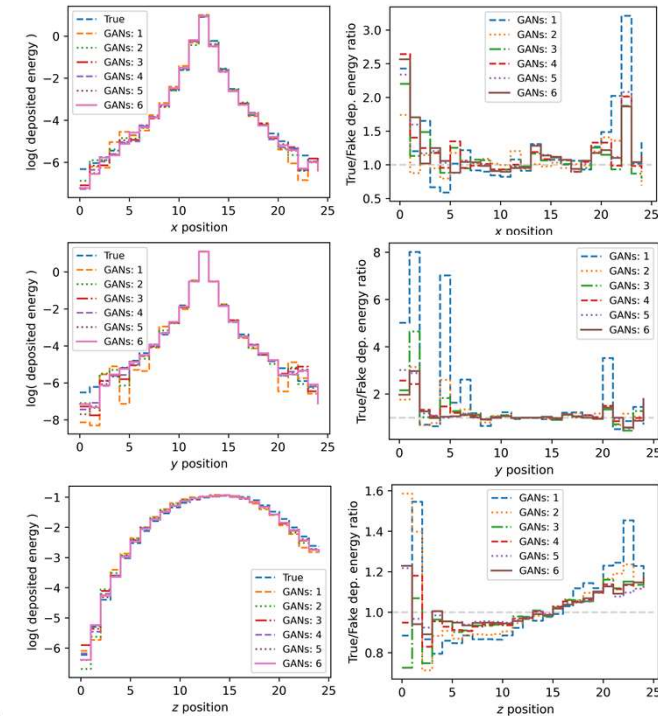 log( deposited energy )
0
−2
−4
−6
True
GANs: 1
GANs: 2
GANs: 3
GANs: 4
GANs: 5
GANs: 6
0 5 10 15 20 25
x position
True/Fake dep. energy ratio
3.0
2.5
2.0
1.5
1.0
0.5
GANs: 1
GANs: 2
GANs: 3
GANs: 4
GANs: 5
GANs: 6
0 5 10 15 20 25
x position
log( deposited energy )
0
−2
−4
−6
−8
True
GANs: 1
GANs: 2
GANs: 3
GANs: 4
GANs: 5
GANs: 6
0 5 10 15 20 25
y position
True/Fake dep. energy ratio
8
6
4
2
GANs: 1
GANs: 2
GANs: 3
GANs: 4
GANs: 5
GANs: 6
0 5 10 15 20 25
y position
log( deposited energy )
−1
−2
−3
−4
−5
−6
True
GANs: 1
GANs: 2
GANs: 3
GANs: 4
GANs: 5
GANs: 6
0 5 10 15 20 25
z position
True/Fake dep. energy ratio
1.6
1.4
1.2
1.0
0.8
GANs: 1
GANs: 2
GANs: 3
GANs: 4
GANs: 5
GANs: 6
0 5 10 15 20 25
z position